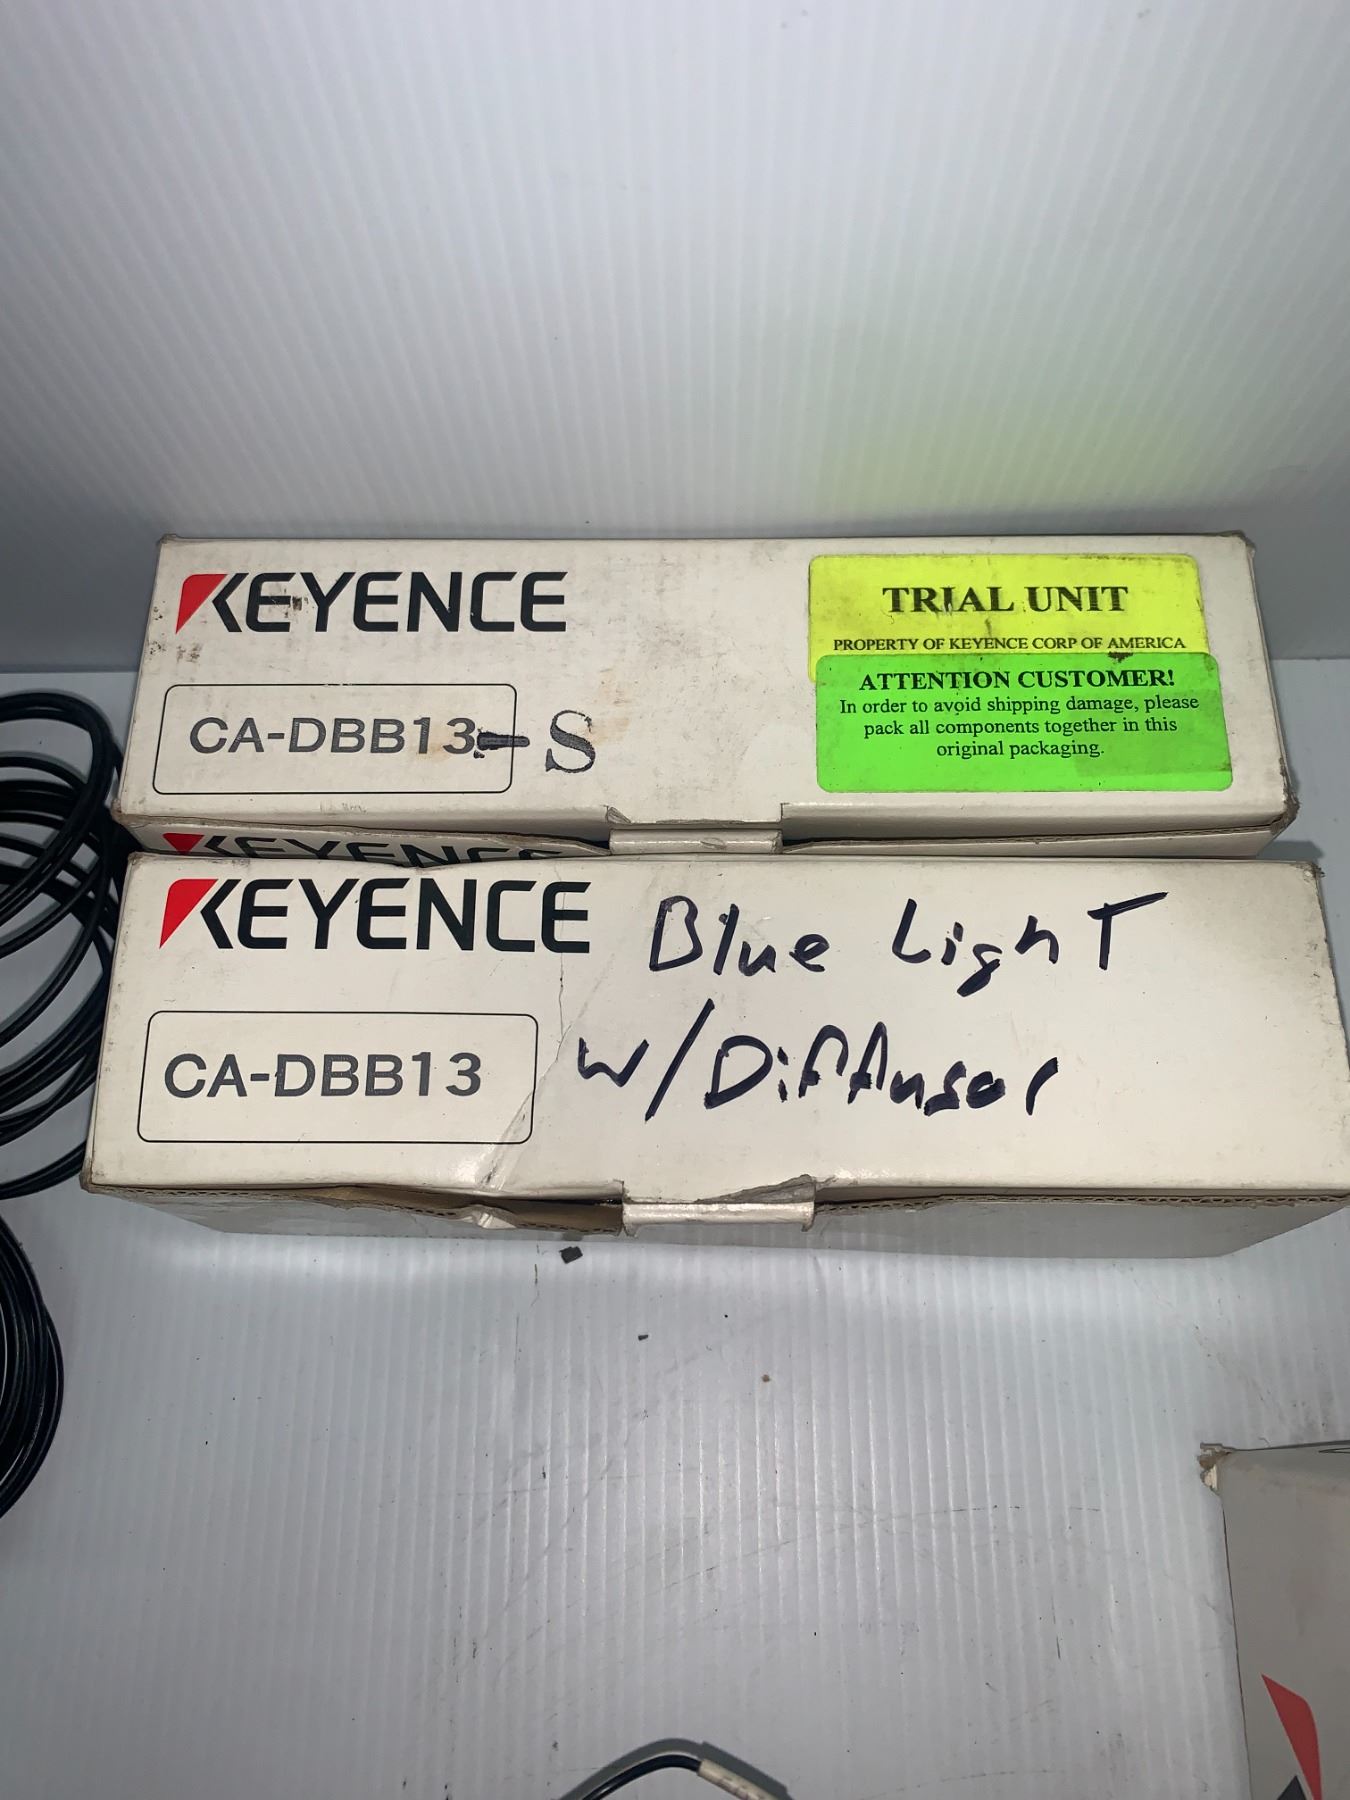 KEYENCE
CA-DBB13-S
TRIAL UNIT
PROPERTY OF KEYENCE CORP OF AMERICA
ATTENTION CUSTOMER!
In order to avoid shipping damage, please
pack all components together in this
original packaging.
KEYENCE
KEYENCE
CA-DBB13
Blue LighT
w/Diffusor